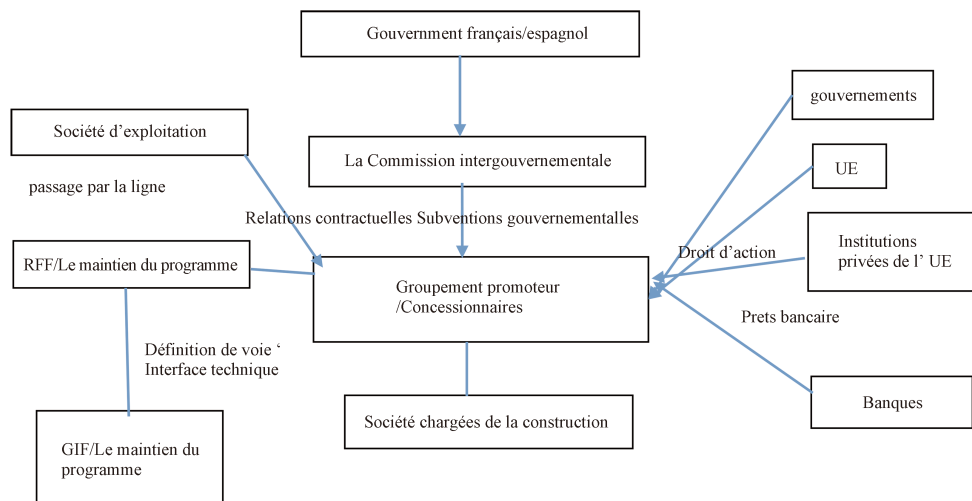 Gouvernment français/espagnol
gouvernements
Société d'exploitation
La Commission intergouvernementale
UE
passage par la ligne
Relations contractuelles Subventions gouvernementalles
Droit d'action
Institutions
privées de l' UE
RFF/Le maintien du programme
Groupement promoteur
/Concessionnaires
Prets bancaire
Définition de voie ‘
Interface technique
Banques
Société chargées de la construction
GIF/Le maintien du
programme